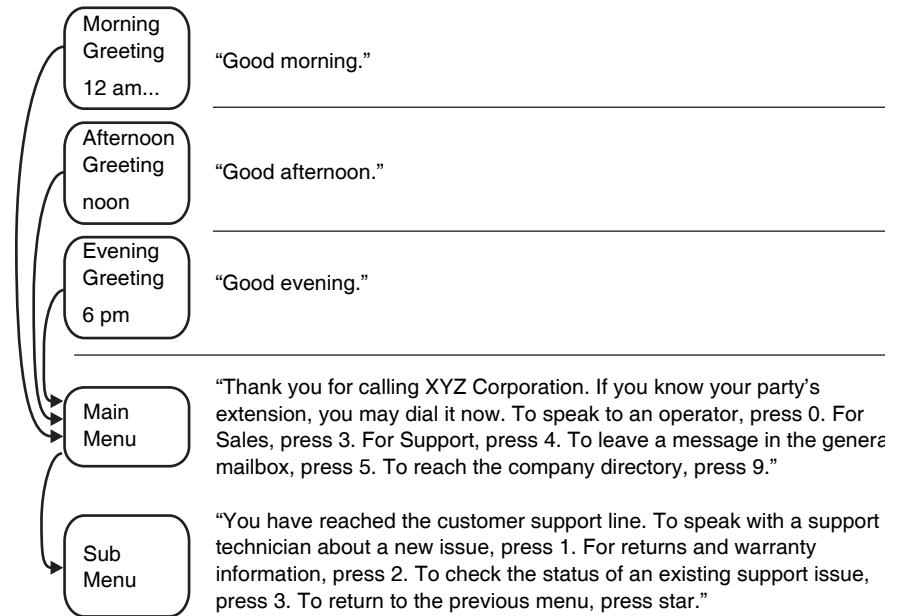 Morning
Greeting
12 am...
“Good morning.”
Afternoon
Greeting
noon
“Good afternoon.”
Evening
Greeting
6 pm
“Good evening.”
Main
Menu
“Thank you for calling XYZ Corporation. If you know your party’s
extension, you may dial it now. To speak to an operator, press 0. For
Sales, press 3. For Support, press 4. To leave a message in the genera
mailbox, press 5. To reach the company directory, press 9.”
Sub
Menu
“You have reached the customer support line. To speak with a support
technician about a new issue, press 1. For returns and warranty
information, press 2. To check the status of an existing support issue,
press 3. To return to the previous menu, press star.”